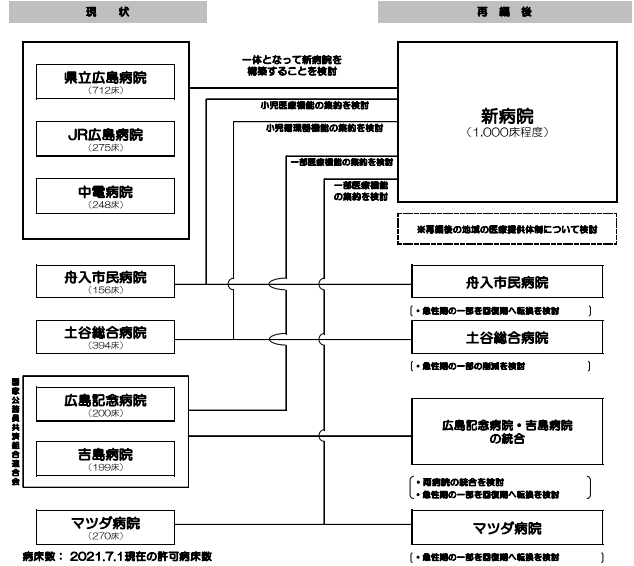 現　状
再　編　後
県立広島病院
（712床）
JR広島病院
（275床）
中電病院
（248床）
一体となって新病院を
構築することを検討
小児医療機能の集約を検討
小児循環器機能の集約を検討
一部医療機能の集約を検討
一部医療機能
の集約を検討
新病院
（1,000床程度）
※再編後の地域の医療提供体制について検討
舟入市民病院
（156床）
舟入市民病院
・急性期の一部を回復期へ転換を検討
土谷総合病院
（394床）
土谷総合病院
・急性期の一部の削減を検討
国家公務員共済組合連合会
広島記念病院
（200床）
吉島病院
（199床）
広島記念病院・吉島病院
の統合
・両病院の統合を検討
・急性期の一部を回復期へ転換を検討
マツダ病院
（270床）
マツダ病院
・急性期の一部を回復期へ転換を検討
病床数： 2021.7.1現在の許可病床数